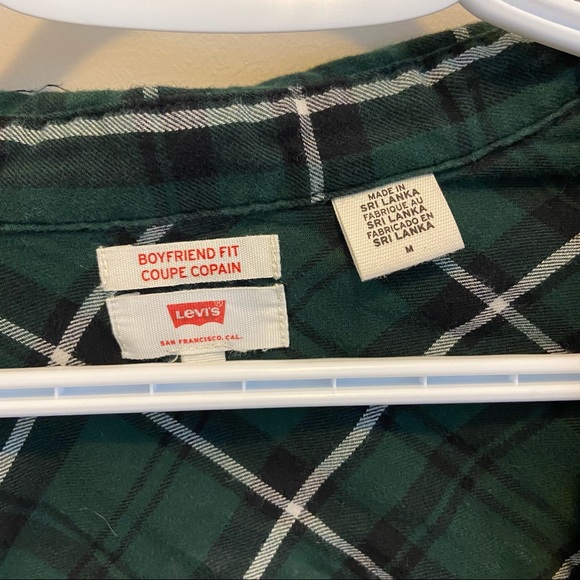 BOYFRIEND FIT
COUPE COPAIN
LEVI'S
SAN FRANCISCO, CAL.
MADE IN
SRI LANKA
FABRIQUE AU
SRI LANKA
FABRICADO EN
SRI LANKA
M